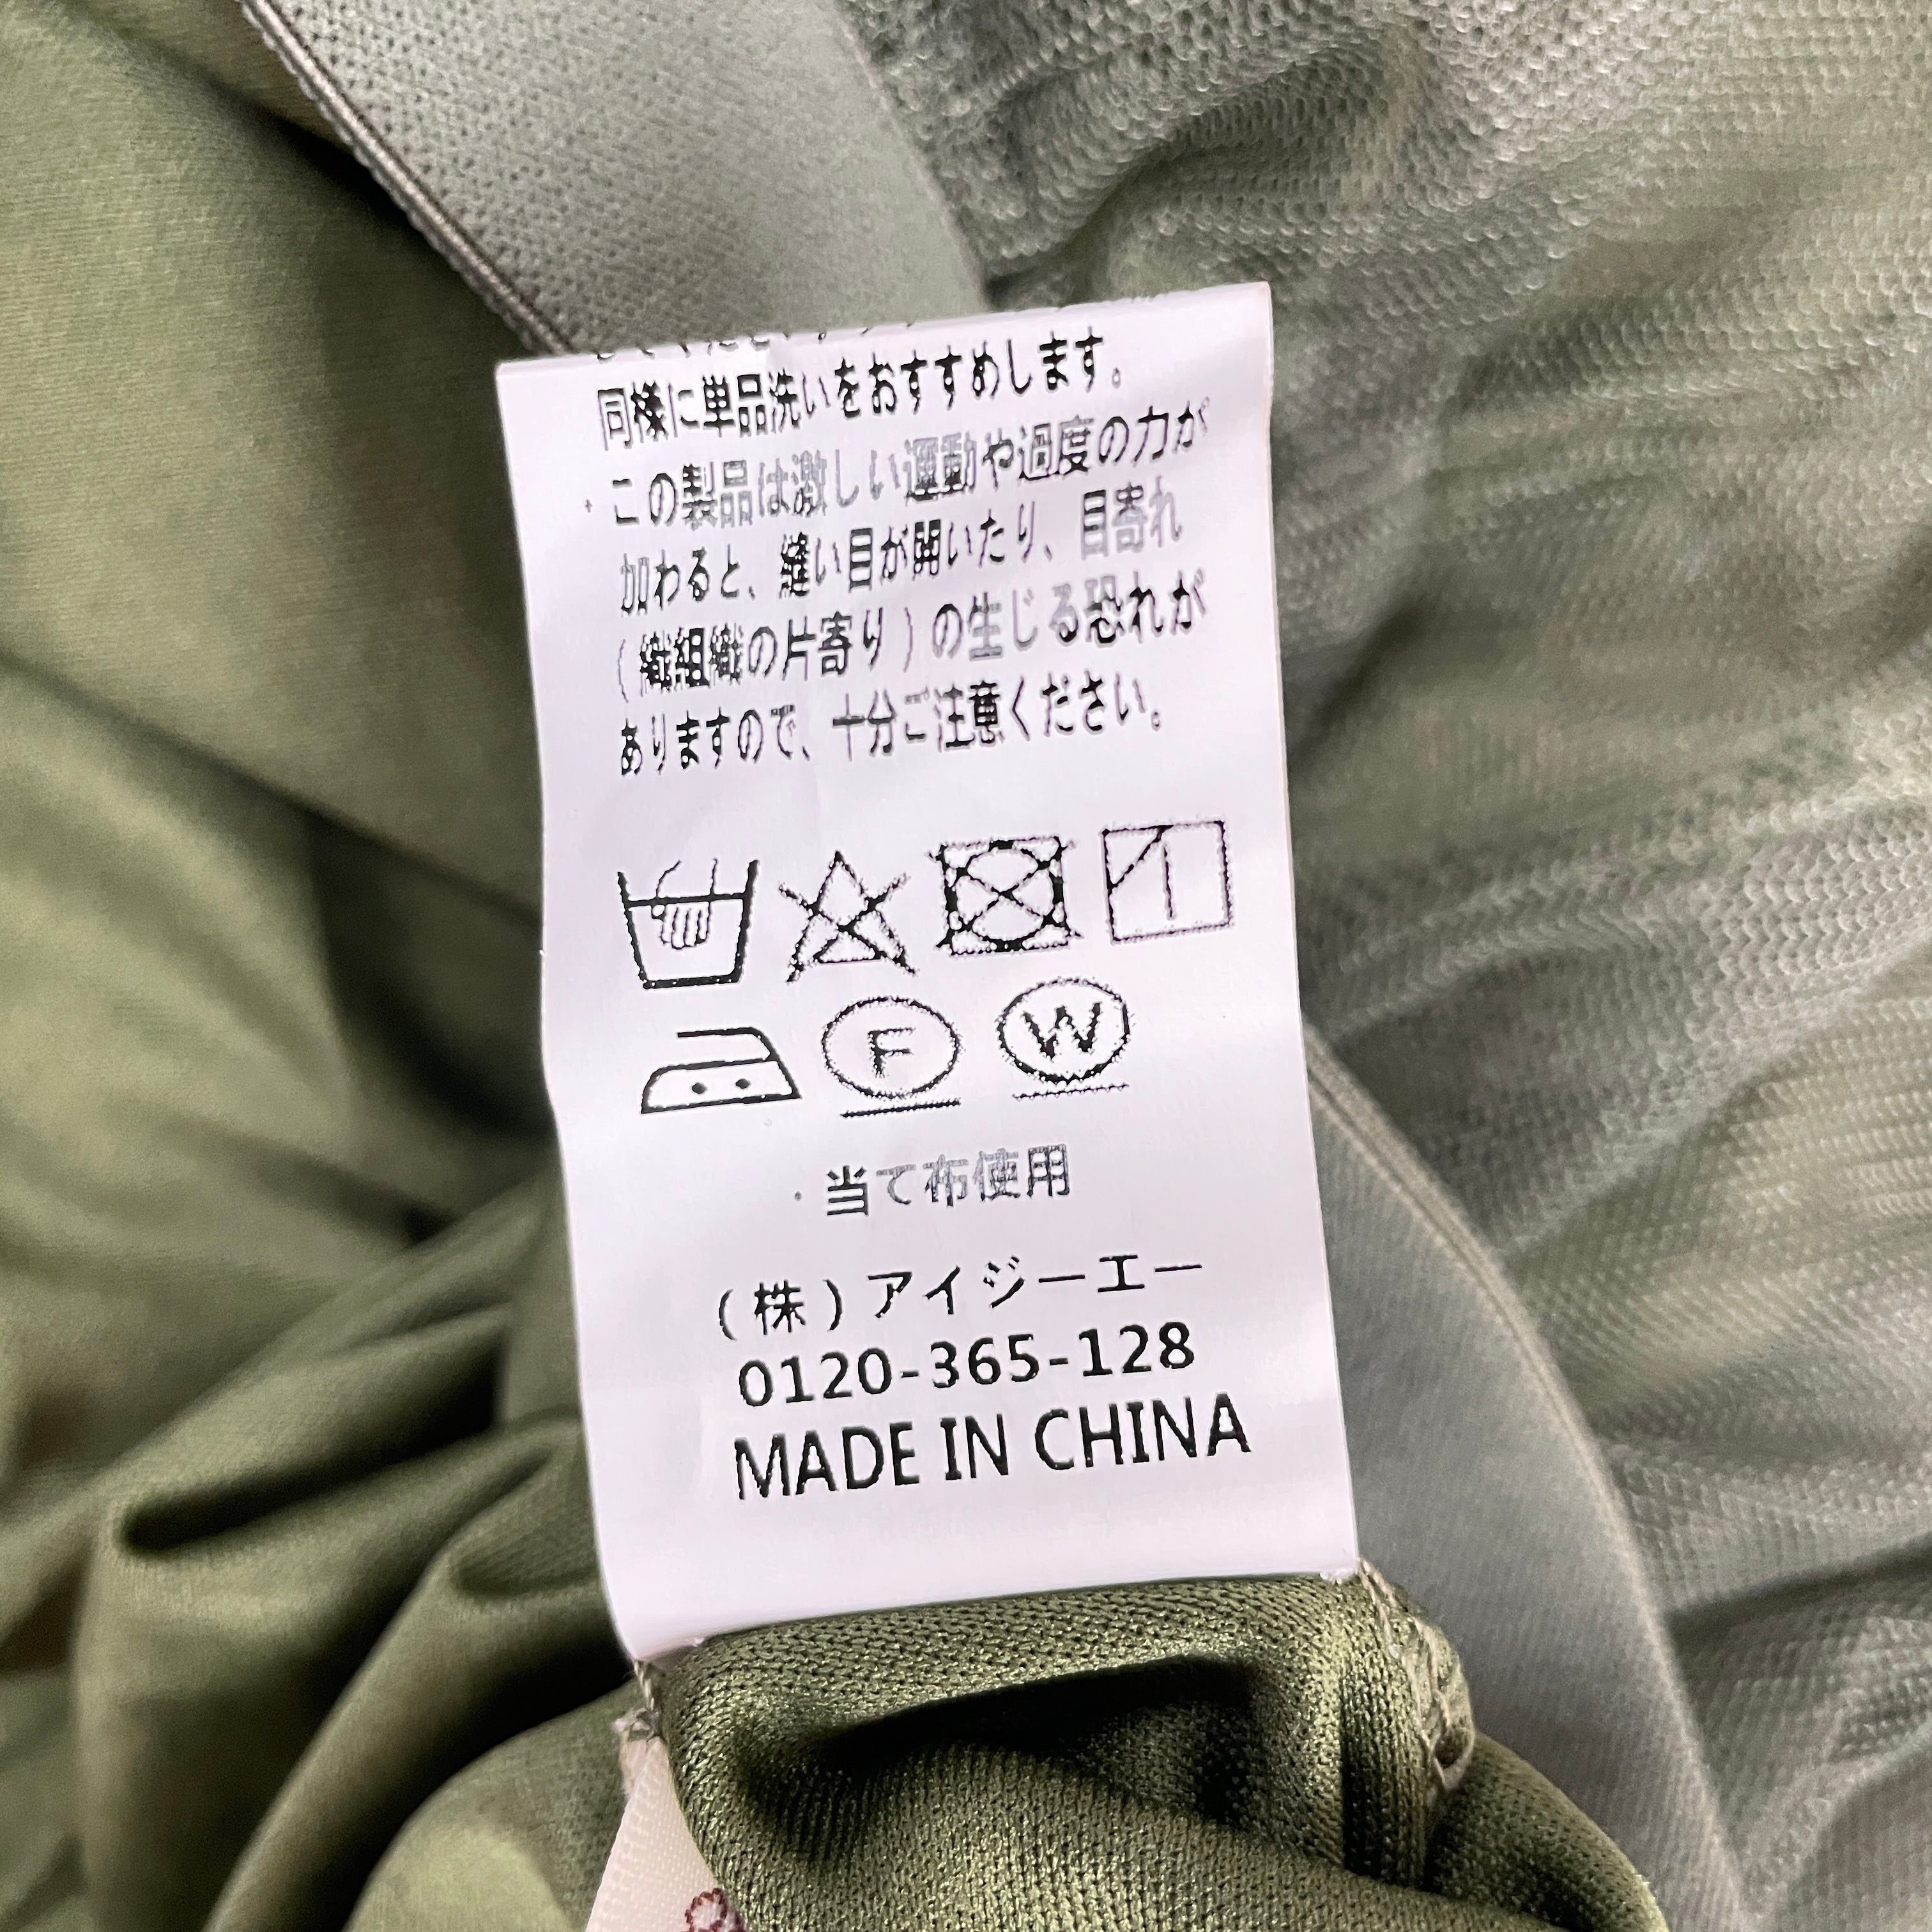 同様に単品洗いをおすすめします。
・この製品は激しい運動や過度の力が
加わると、縫い目が開いたり、目寄れ
(織組織の片寄り)の生じる恐れが
ありますので、十分ご注意ください。
F W
・当て布使用
(株)アイジーエー
0120-365-128
MADE IN CHINA